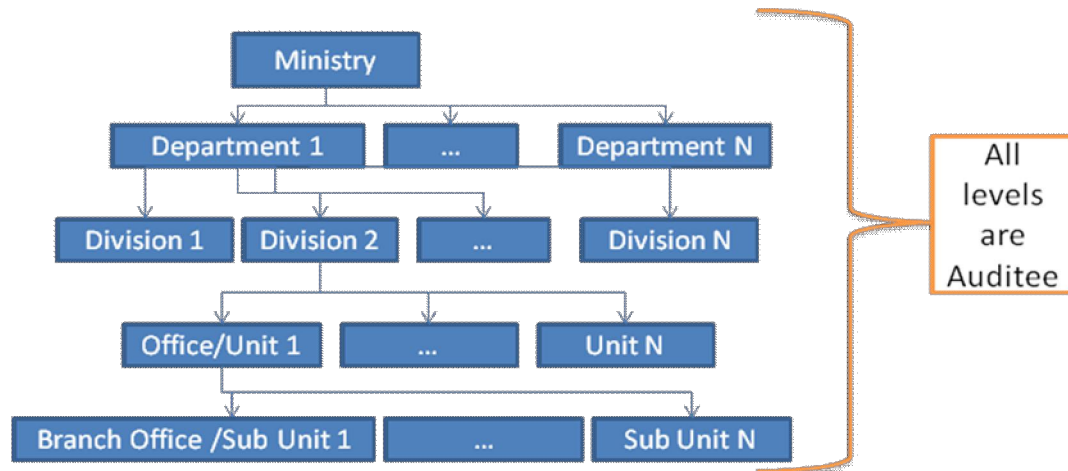 Ministry
Department 1
...
Department N
Division 1
Division 2
...
Division N
Office/Unit 1
...
Unit N
Branch Office /Sub Unit 1
...
Sub Unit N
All
levels
are
Auditee